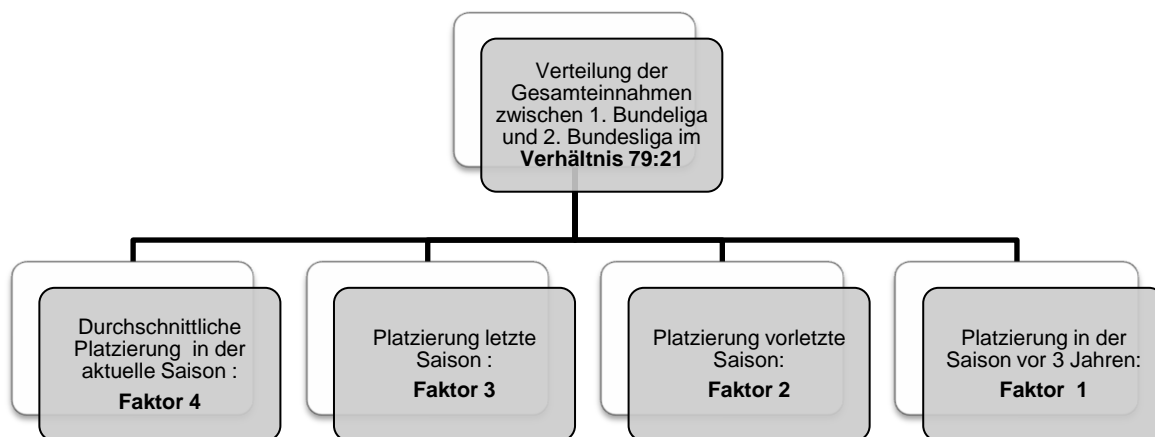 Verteilung der
Gesamteinnahmen
zwischen 1. Bundeliga
und 2. Bundesliga im
Verhältnis 79:21
Durchschnittliche
Platzierung in der
aktuelle Saison :
Faktor 4
Platzierung letzte
Saison :
Faktor 3
Platzierung vorletzte
Saison:
Faktor 2
Platzierung in der
Saison vor 3 Jahren:
Faktor 1